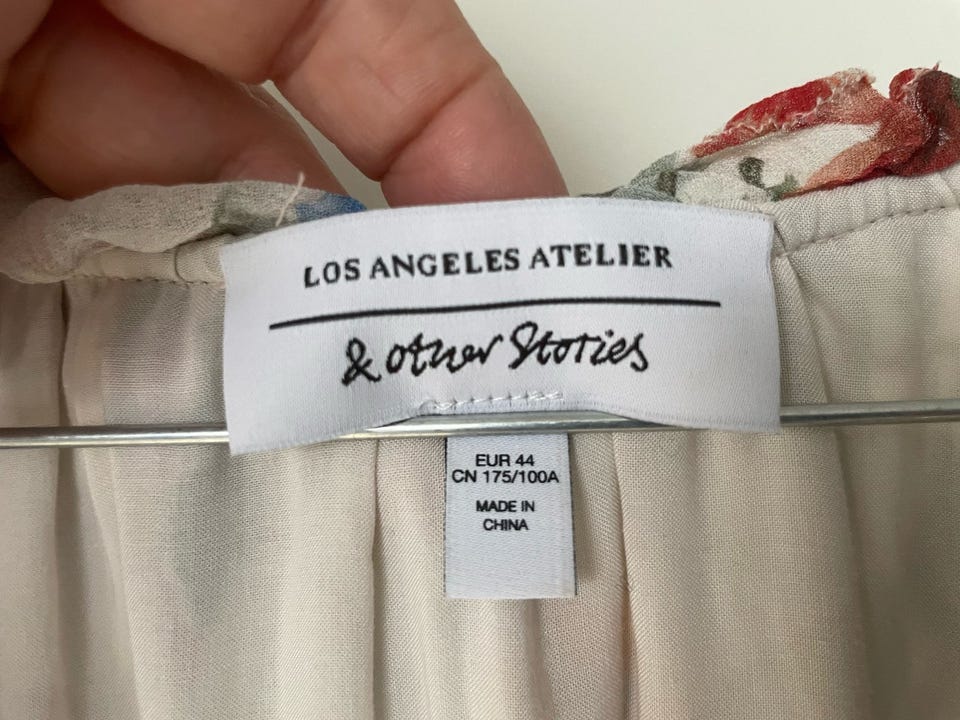 LOS ANGELES ATELIER
& other Stories
EUR 44
CN 175/100A
MADE IN
CHINA